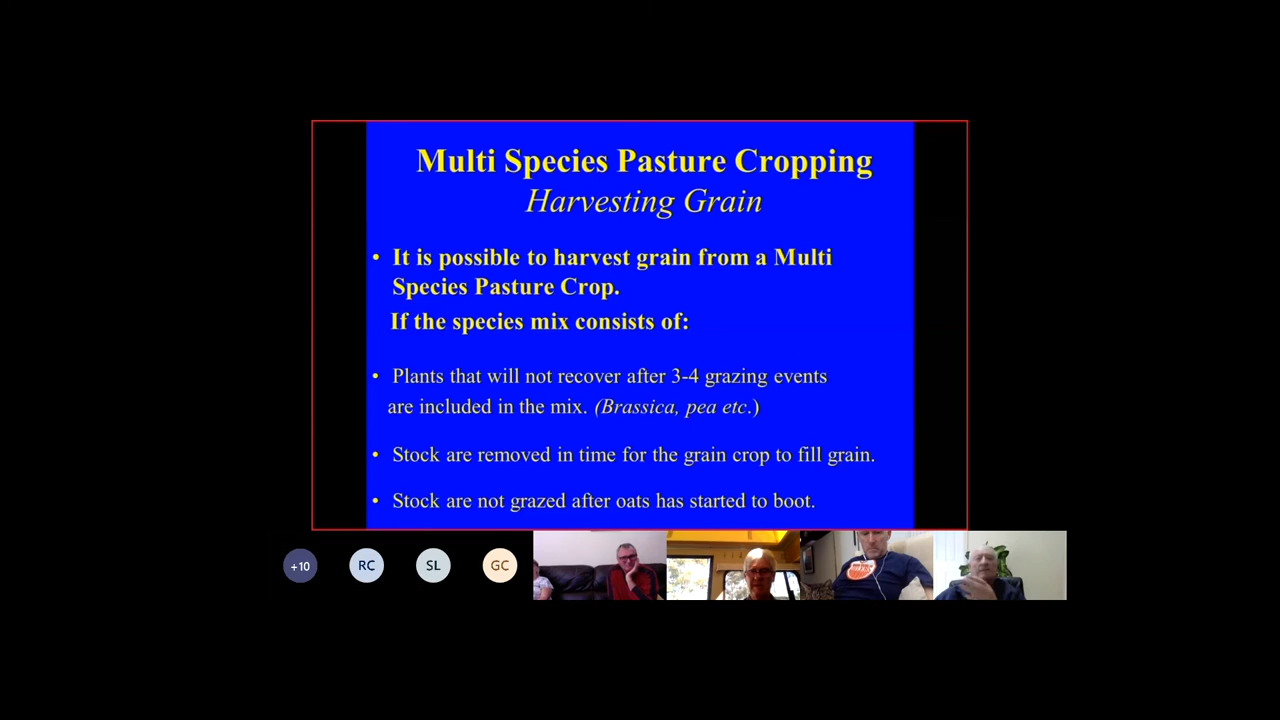 Multi Species Pasture Cropping
Harvesting Grain
• It is possible to harvest grain from a Multi
Species Pasture Crop.
If the species mix consists of:
• Plants that will not recover after 3-4 grazing events
are included in the mix. (Brassica, pea etc.)
• Stock are removed in time for the grain crop to fill grain.
• Stock are not grazed after oats has started to boot.
+10 RC SL GC